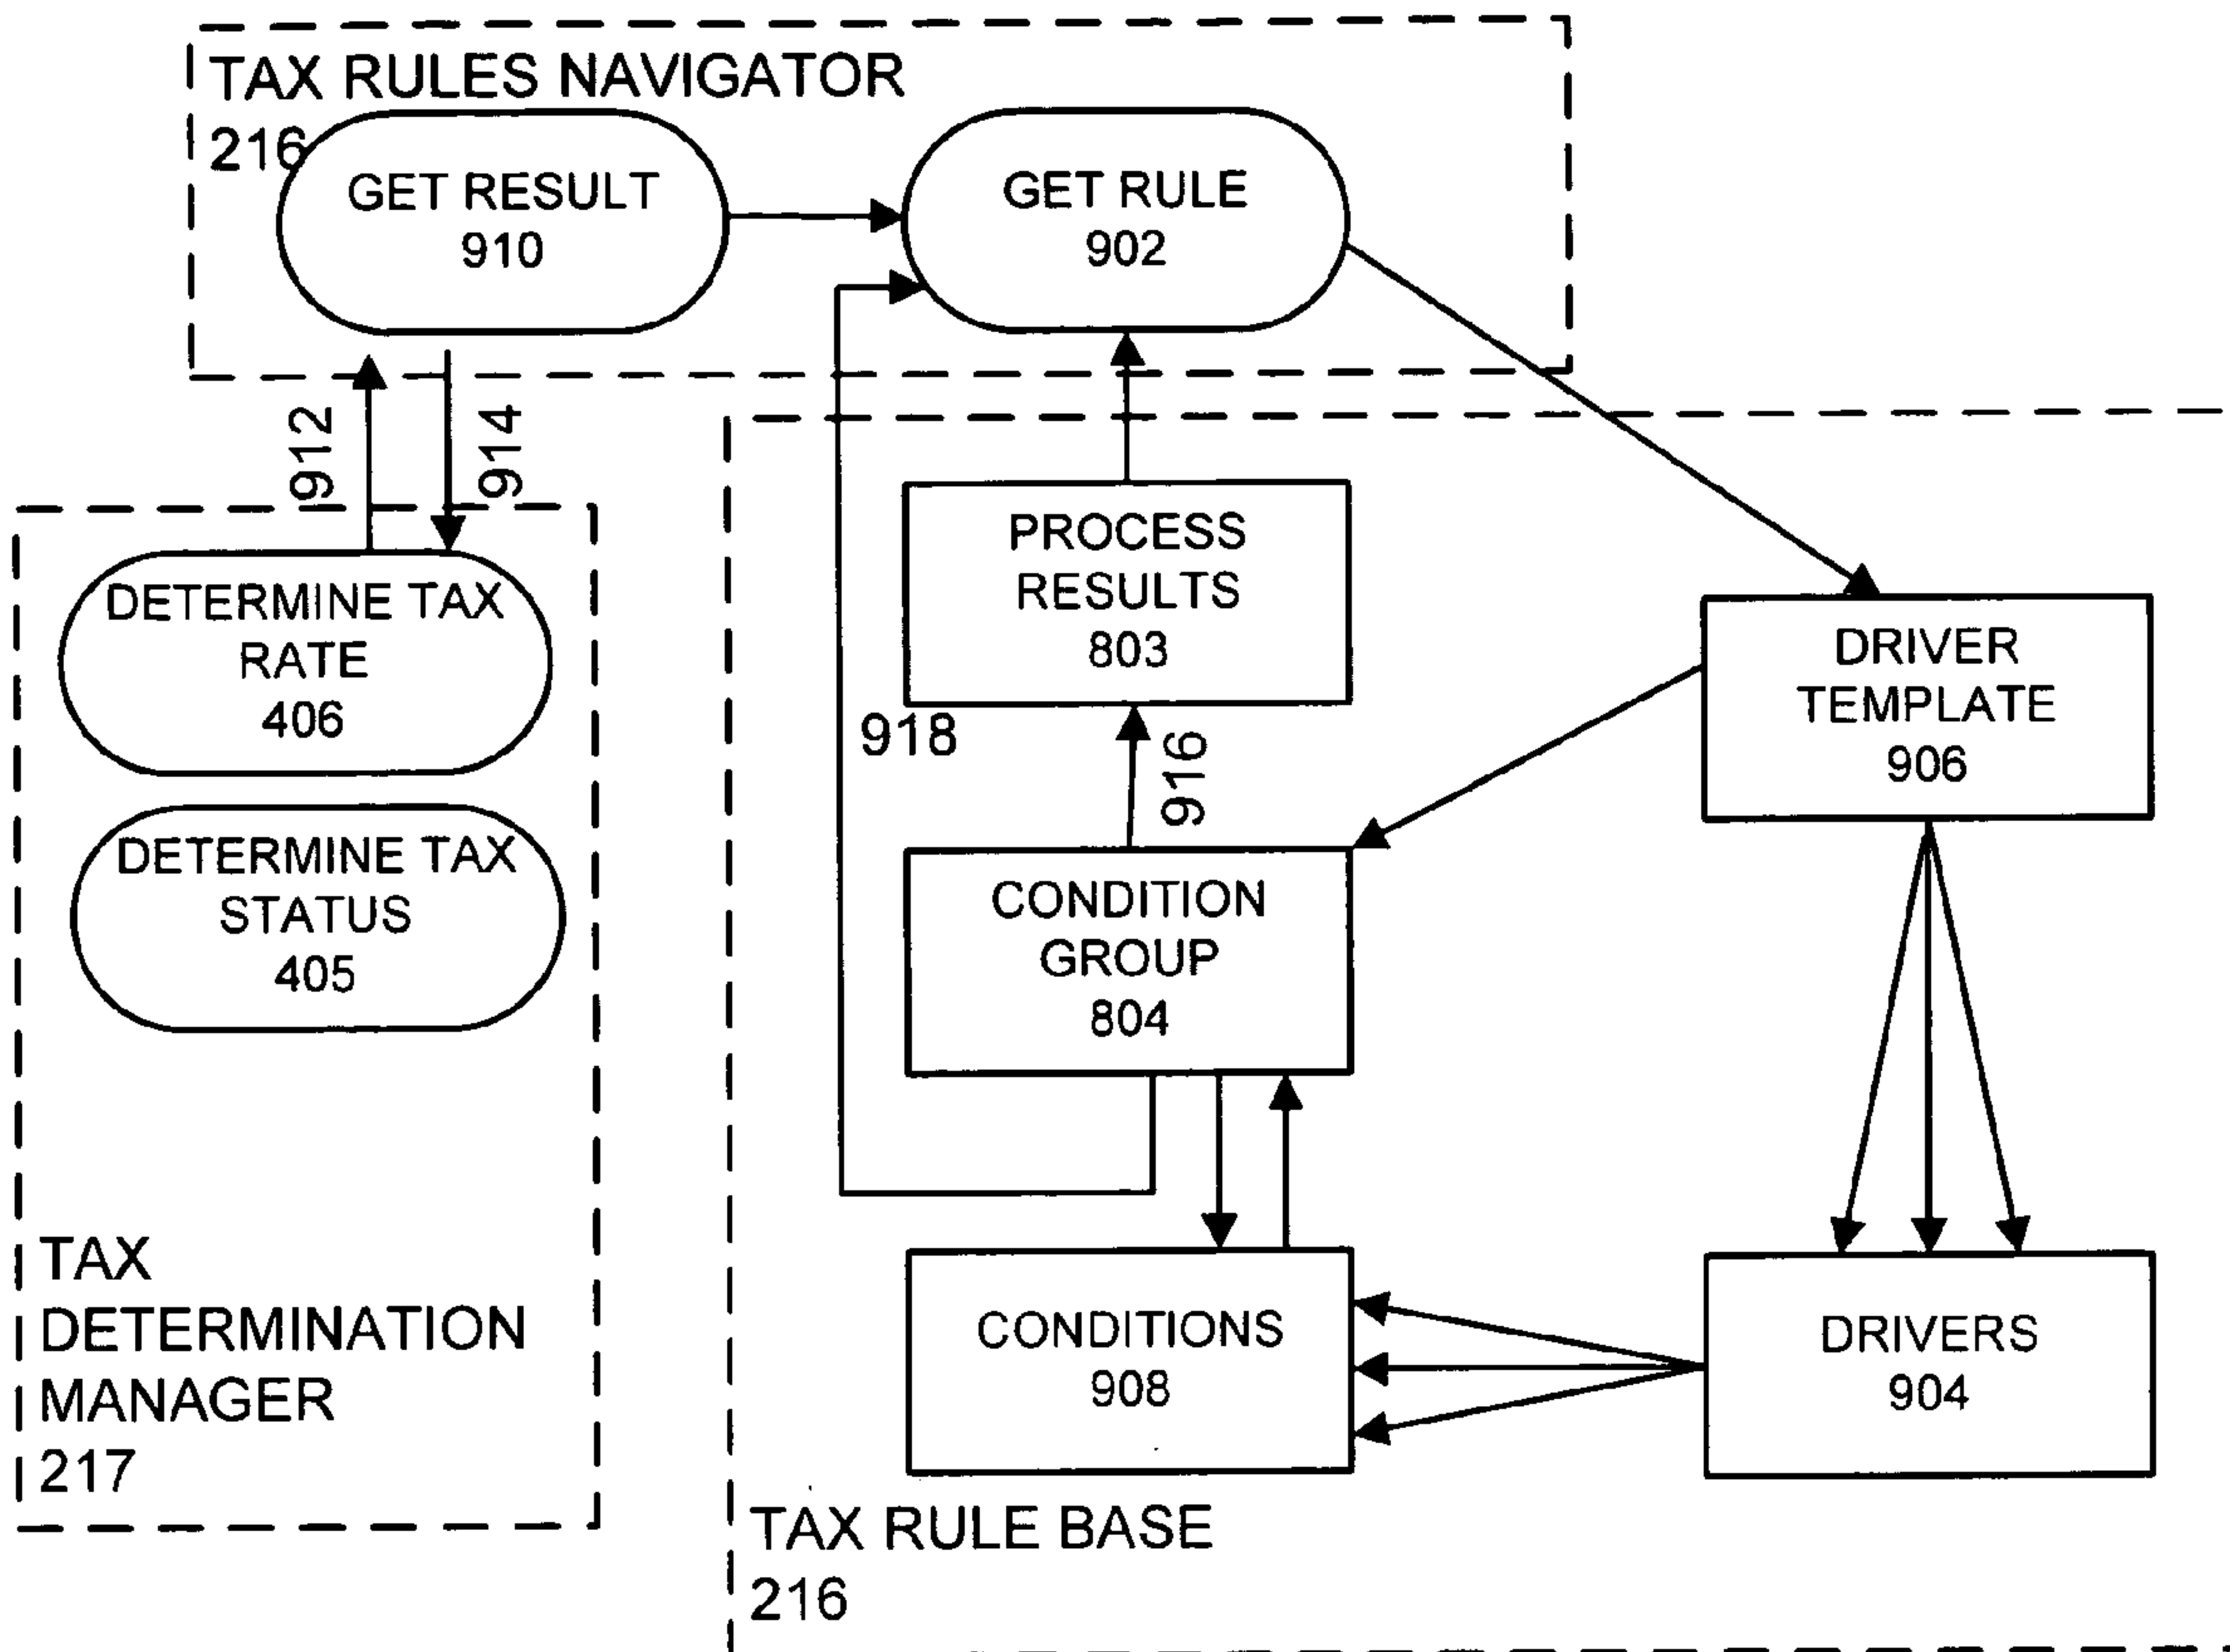 TAX RULES NAVIGATOR
216
GET RESULT
910
GET RULE
902
912
914
PROCESS
RESULTS
803
DETERMINE TAX
RATE
406
DRIVER
TEMPLATE
906
918
916
DETERMINE TAX
STATUS
405
CONDITION
GROUP
804
TAX
DETERMINATION
MANAGER
217
CONDITIONS
908
DRIVERS
904
TAX RULE BASE
216